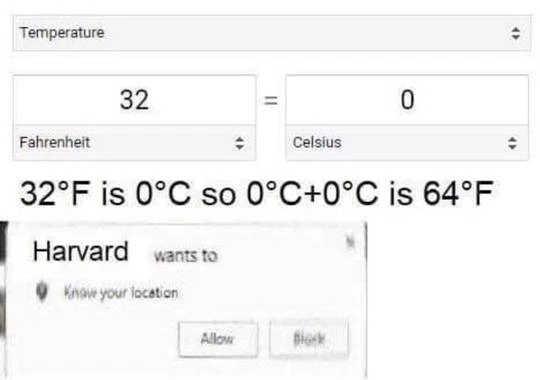 Temperature
32 = 0
Fahrenheit Celsius
32°F is 0°C so 0°C+0°C is 64°F
Harvard wants to
Know your location
Allow Block